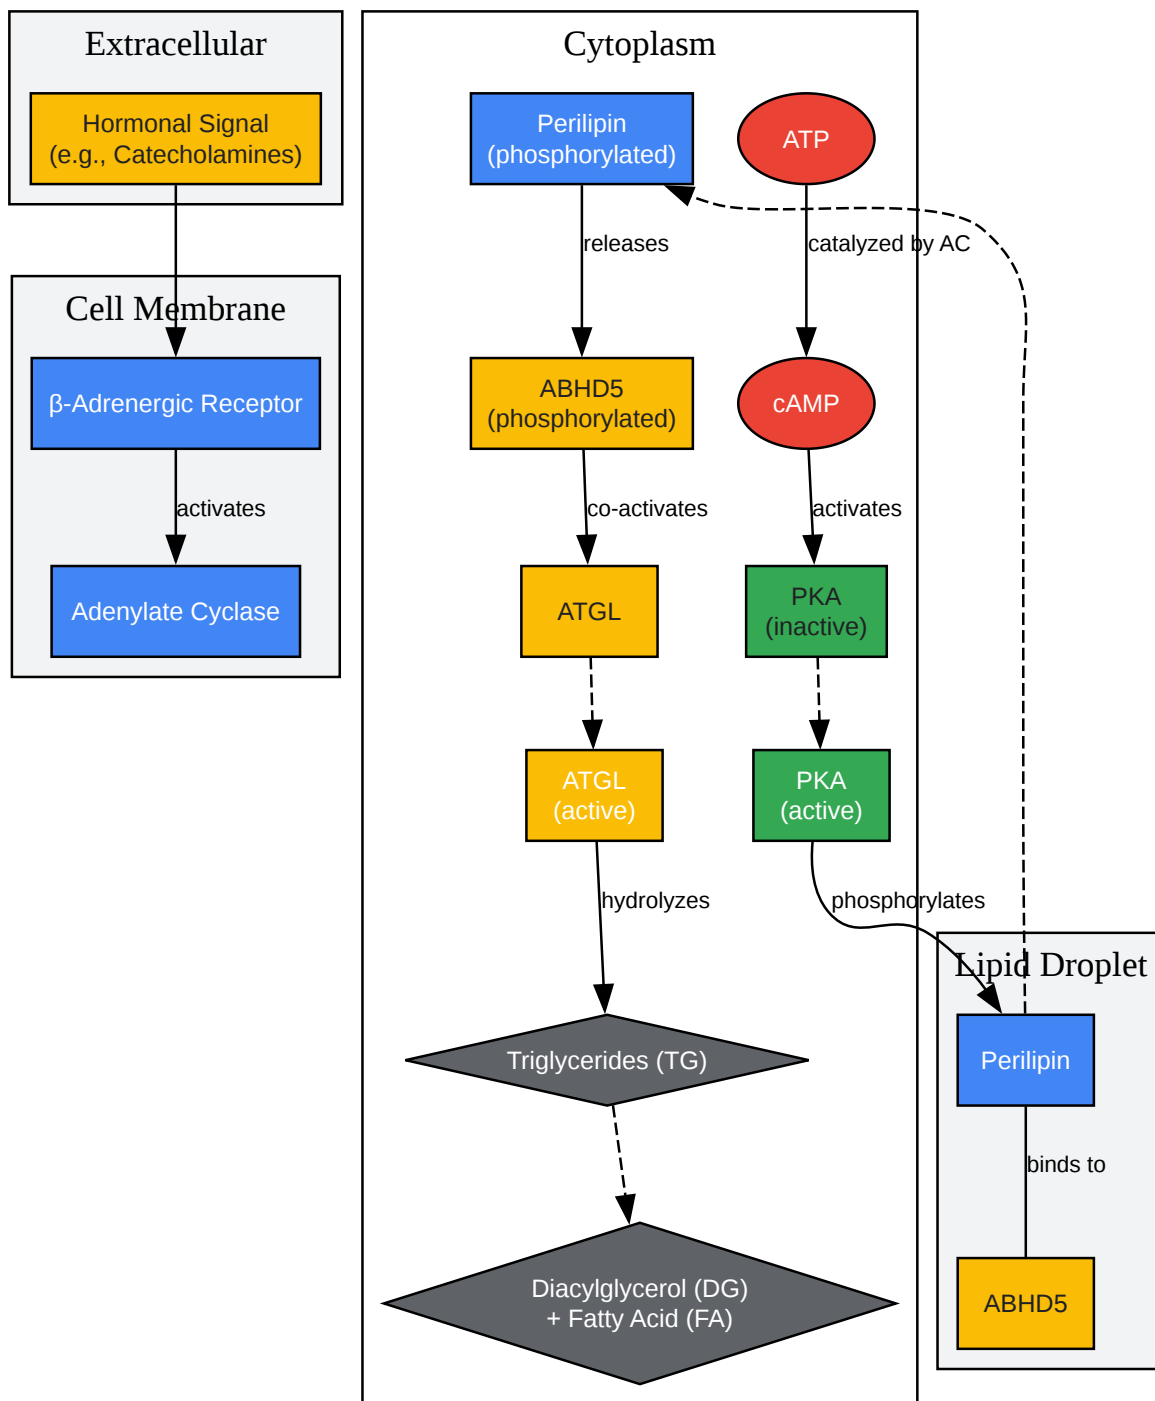 Extracellular
Hormonal Signal
(e.g., Catecholamines)
Cell Membrane
β-Adrenergic Receptor
activates
Adenylate Cyclase
Cytoplasm
Perilipin
(phosphorylated)
ATP
releases
catalyzed by AC
ABHD5
(phosphorylated)
cAMP
co-activates
activates
ATGL
PKA
(inactive)
ATGL
(active)
PKA
(active)
hydrolyzes
phosphorylates
Triglycerides (TG)
Diacylglycerol (DG)
+ Fatty Acid (FA)
Lipid Droplet
Perilipin
binds to
ABHD5